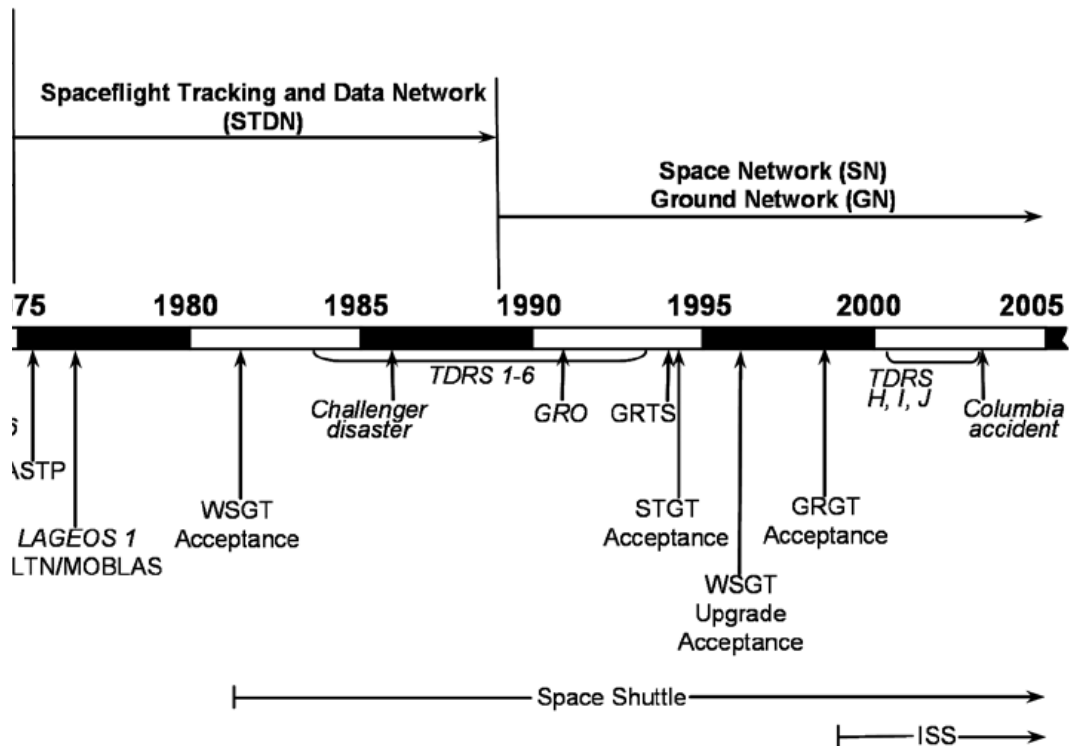 Spaceflight Tracking and Data Network
(STDN)
Space Network (SN)
Ground Network (GN)
75 1980 1985 1990 1995 2000 2005
TDRS 1-6
TDRS
H, I, J
Challenger
disaster
GRO
GRTS
Columbia
accident
ASTP
WSGT
Acceptance
STGT
Acceptance
GRGT
Acceptance
LAGEOS 1
LTN/MOBLAS
WSGT
Upgrade
Acceptance
Space Shuttle
ISS